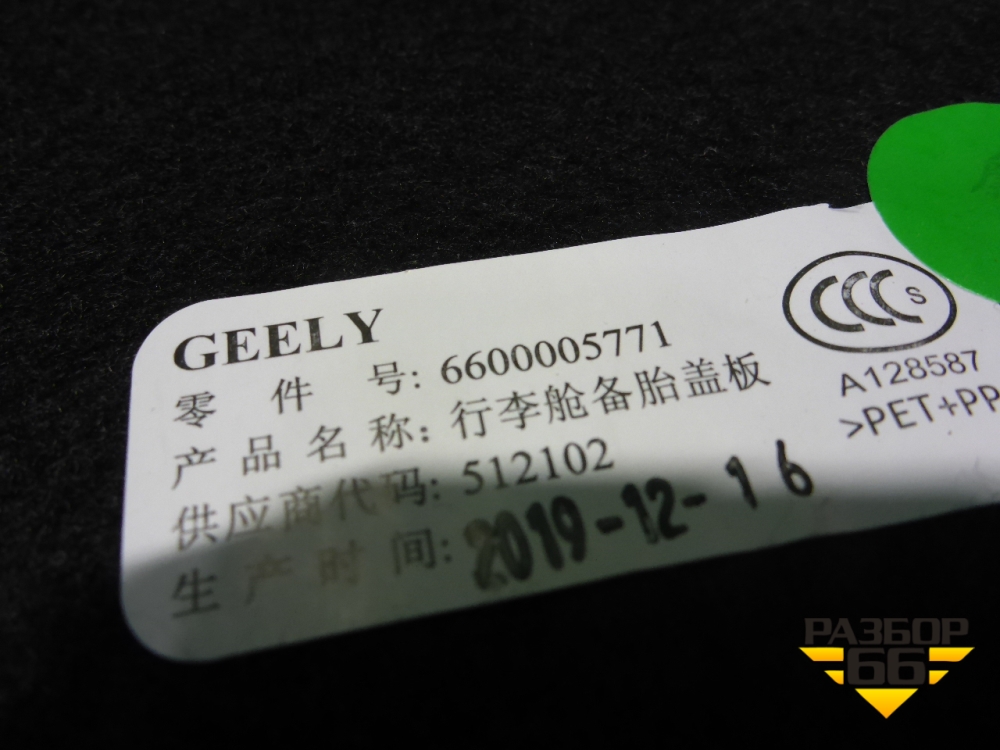 GEELY
零件号: 6600005771
产品名称: 行李舱备胎盖板
供应商代码: 512102
生产时间: 2019-12-16
CCC S
A128587
>PET+PP
РАЗБОР
66